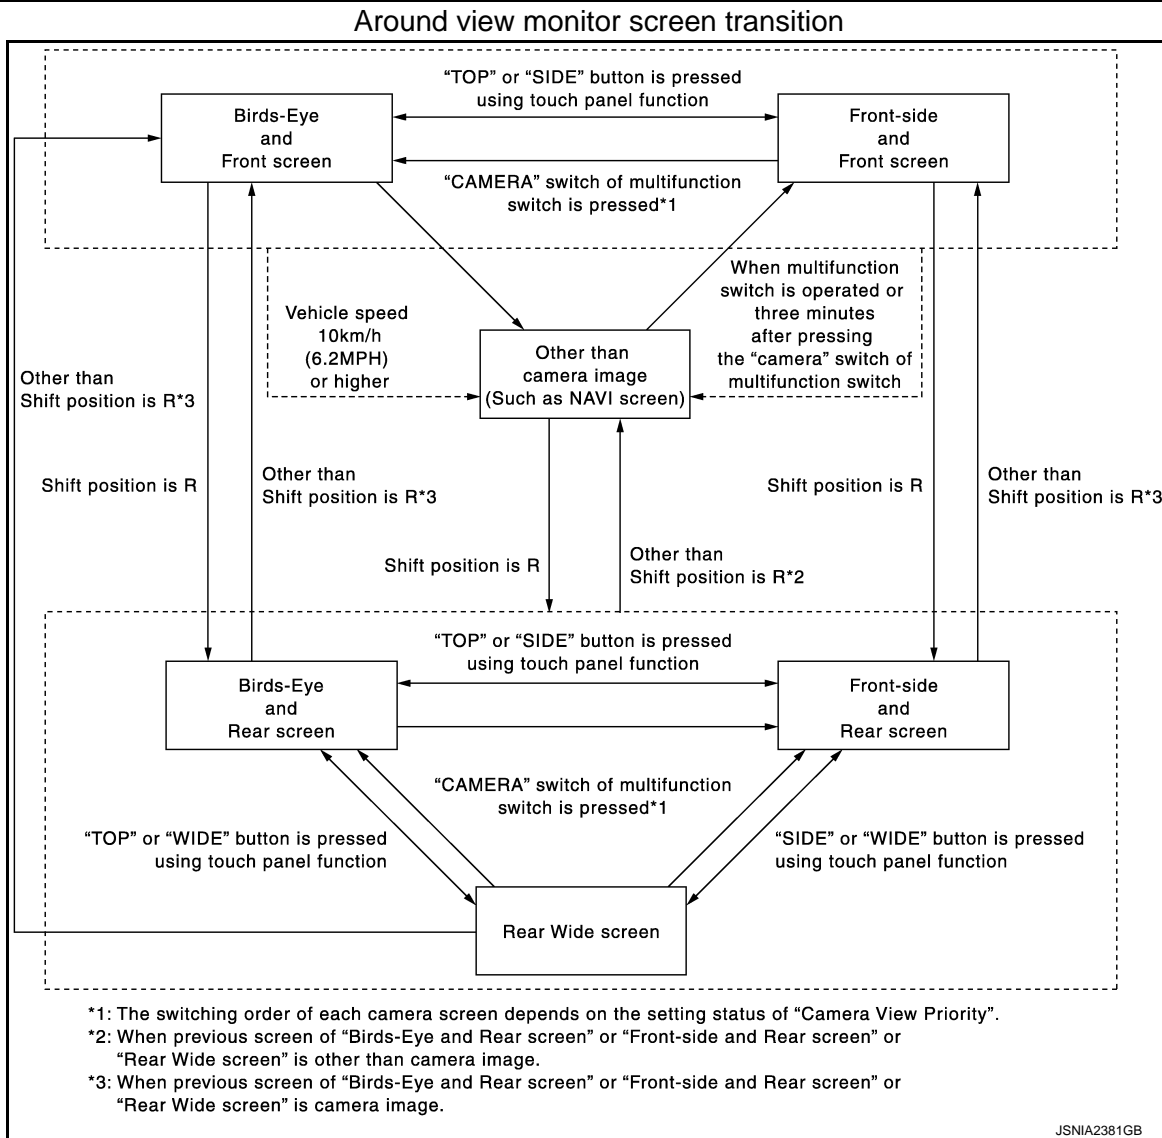 Around view monitor screen transition
“TOP” or “SIDE” button is pressed
using touch panel function
Birds-Eye
and
Front screen
Front-side
and
Front screen
“CAMERA” switch of multifunction
switch is pressed*1
Vehicle speed
10km/h
(6.2MPH)
or higher
When multifunction
switch is operated or
three minutes
after pressing
the “camera” switch of
multifunction switch
Other than
camera image
(Such as NAVI screen)
Other than
Shift position is R*3
Shift position is R
Other than
Shift position is R*3
Shift position is R
Other than
Shift position is R*3
Shift position is R
Other than
Shift position is R*2
“TOP” or “SIDE” button is pressed
using touch panel function
Birds-Eye
and
Rear screen
Front-side
and
Rear screen
“CAMERA” switch of multifunction
switch is pressed*1
“TOP” or “WIDE” button is pressed
using touch panel function
“SIDE” or “WIDE” button is pressed
using touch panel function
Rear Wide screen
*1: The switching order of each camera screen depends on the setting status of “Camera View Priority”.
*2: When previous screen of “Birds-Eye and Rear screen” or “Front-side and Rear screen” or
“Rear Wide screen” is other than camera image.
*3: When previous screen of “Birds-Eye and Rear screen” or “Front-side and Rear screen” or
“Rear Wide screen” is camera image.
JSNIA2381GB